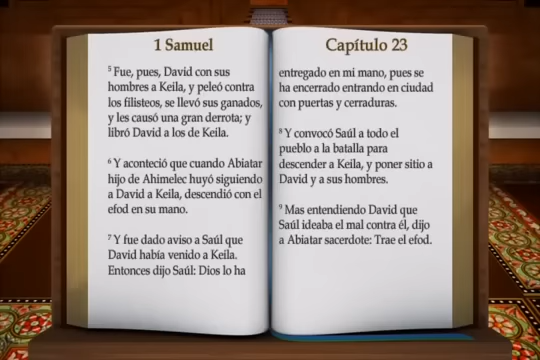 1 Samuel
⁵ Fue, pues, David con sus
hombres a Keila, y peleó contra
los filisteos, se llevó sus ganados,
y les causó una gran derrota; y
libró David a los de Keila.
⁶ Y aconteció que cuando Abiatar
hijo de Ahimelec huyó siguiendo
a David a Keila, descendió con el
efod en su mano.
⁷ Y fue dado aviso a Saúl que
David había venido a Keila.
Entonces dijo Saúl: Dios lo ha
Capítulo 23
entregado en mi mano, pues se
ha encerrado entrando en ciudad
con puertas y cerraduras.
⁸ Y convocó Saúl a todo el
pueblo a la batalla para
descender a Keila, y poner sitio a
David y a sus hombres.
⁹ Mas entendiendo David que
Saúl ideaba el mal contra él, dijo
a Abiatar sacerdote: Trae el efod.